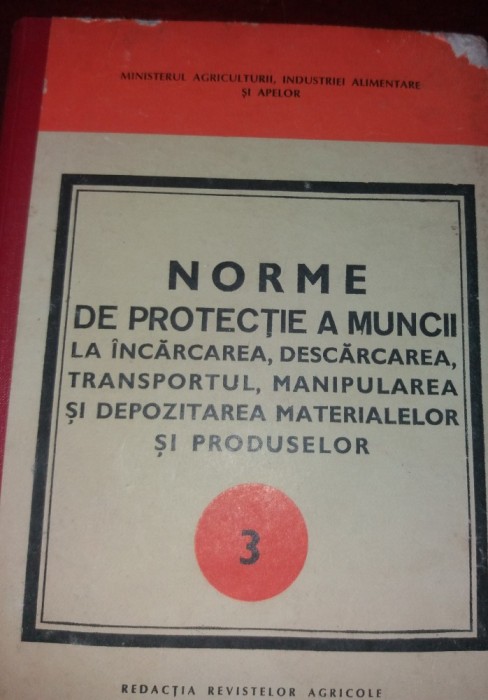 MINISTERUL AGRICULTURII, INDUSTRIEI ALIMENTARE
ȘI APELOR
NORME
DE PROTECȚIE A MUNCII
LA ÎNCĂRCAREA, DESCĂRCAREA,
TRANSPORTUL, MANIPULAREA
ȘI DEPOZITAREA MATERIALELOR
ȘI PRODUSELOR
3
REDACȚIA REVISTELOR AGRICOLE